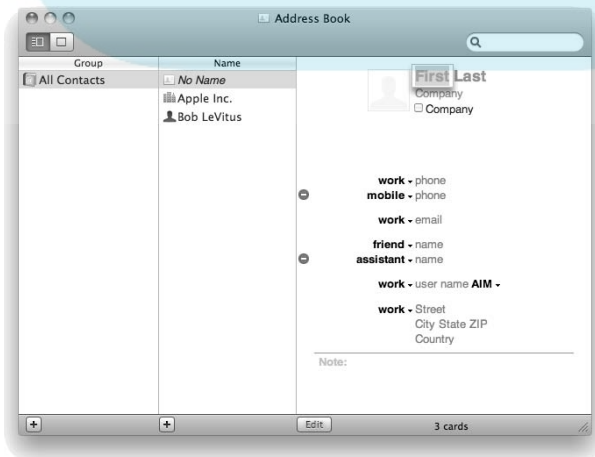 Address Book
Group
Name
All Contacts
No Name
Apple Inc.
Bob LeVitus
First Last
Company
Company
work phone
mobile phone
work email
friend name
assistant name
work user name AIM
work Street
City State ZIP
Country
Note:
Edit
3 cards